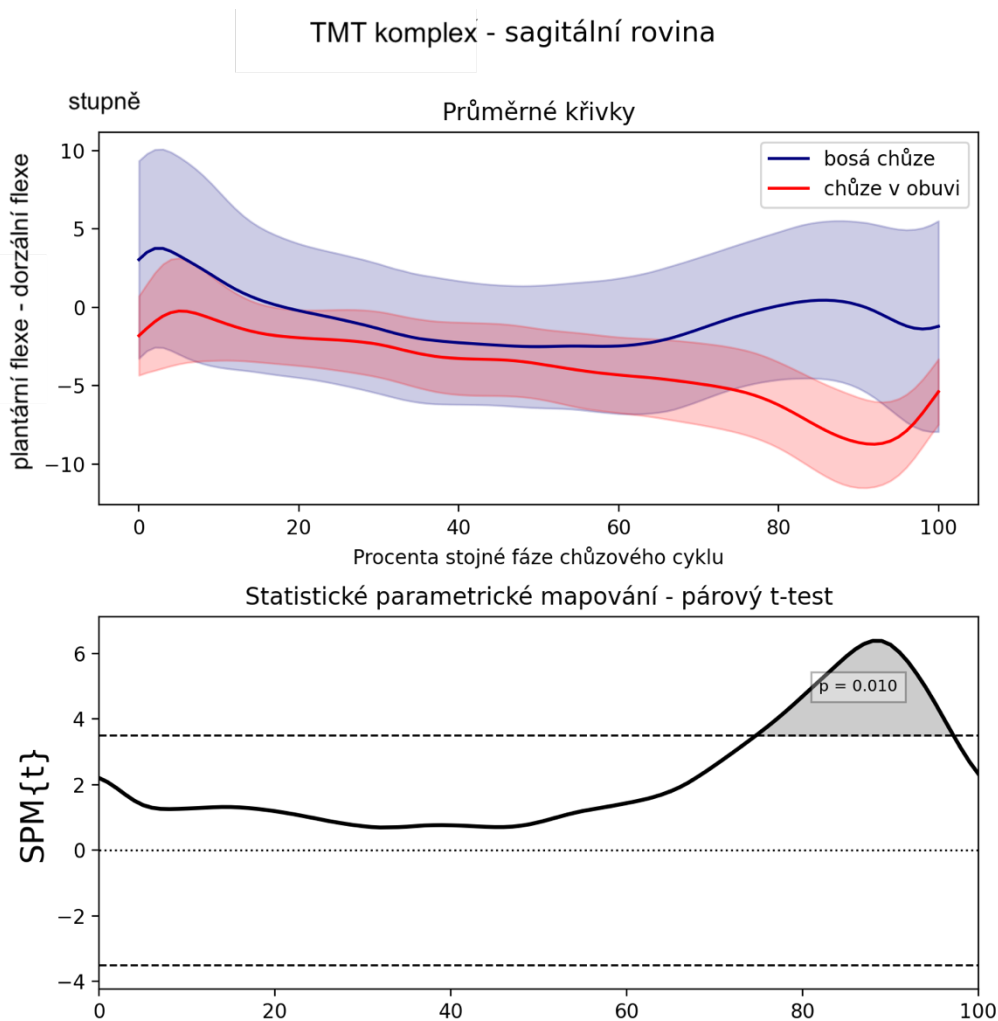 TMT komplex - sagitální rovina
stupně
Průměrné křivky
plantární flexe - dorzální flexe
10
5
0
−5
−10
bosá chůze
chůze v obuvi
0 20 40 60 80 100
Procenta stojné fáze chůzového cyklu
Statistické parametrické mapování - párový t-test
SPM{t}
6
4
2
0
−2
−4
p = 0.010
0 20 40 60 80 100